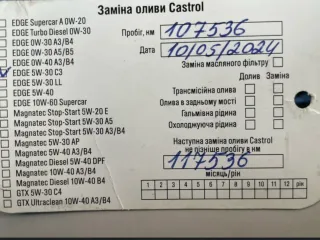 Заміна оливи Castrol
EDGE Supercar A 0W-20
EDGE Turbo Diesel 0W-30
EDGE 0W-30 A3/B4
EDGE 0W-30 A5/B5
EDGE 0W-40 A3/B4
EDGE 5W-30 C3
EDGE 5W-30 LL
EDGE 5W-40
EDGE 10W-60 Supercar
Magnatec Stop-Start 5W-20 E
Magnatec Stop-Start 5W-30 A5
Magnatec Stop-Start 5W-30 A3/B4
Magnatec 5W-30 AP
Magnatec 5W-40 A3/B4
Magnatec Diesel 5W-40 DPF
Magnatec 10W-40 A3/B4
Magnatec Diesel 10W-40 B4
GTX 5W-30 C4
GTX Ultraclean 10W-40 A3/B4
Пробіг, км 107536
Дата 10/05/2024
Заміна масляного фільтру
Долив Заміна
Трансмісійна олива
Олива в задньому мості
Гальмівна рідина
Охолоджуюча рідина
Наступна заміна оливи Castrol
не пізніше пробігу в км
117536
місяць/рік
1 2 3 4 5 6 7 8 9 10 11 12 рік